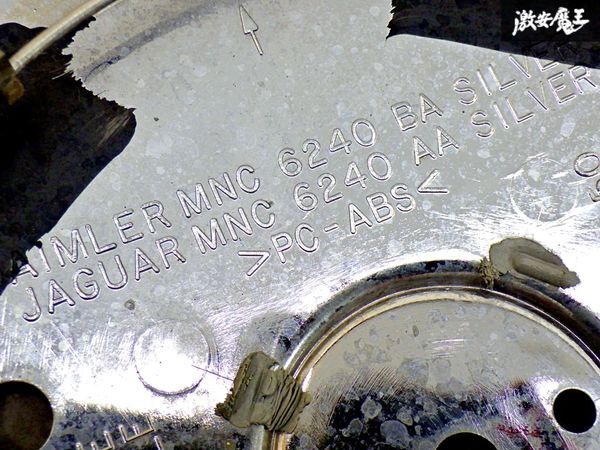 激安魔王
AIMLER MNC 6240 BA SILVER
JAGUAR MNC 6240 AA SILVER
>PC-ABS<